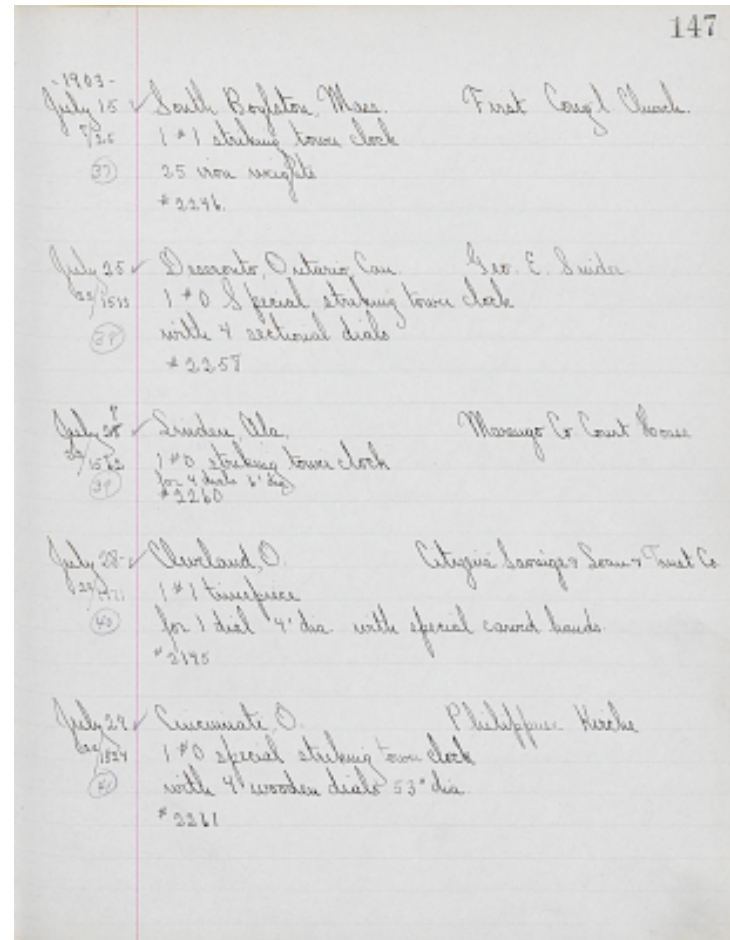 147
-1903-
July 15 ✓ South Boylston, Mass. First Cong'l Church.
1 #1 striking tower clock
(37) 25 iron weights
#2246.
July 25 ✓ Deseronto, Ontario, Can. Geo. E. Snider
1 #0 Special striking tower clock
(38) with 4 sectional dials
#2258
July ✓ Linden, Ala. Marengo Co. Court House
1 #0 striking tower clock
(39) for 4 dials 6'
#2260
July 28 ✓ Cleveland, O. Citizens Savings & Loan & Trust Co
1 #1 timepiece
(40) for 1 dial 4' dia. with special carved hands.
#2195
July 29 ✓ Cincinnati, O. Philippus Kirche
1 #0 special striking tower clock
(41) with 4 wooden dials 53" dia.
#2261